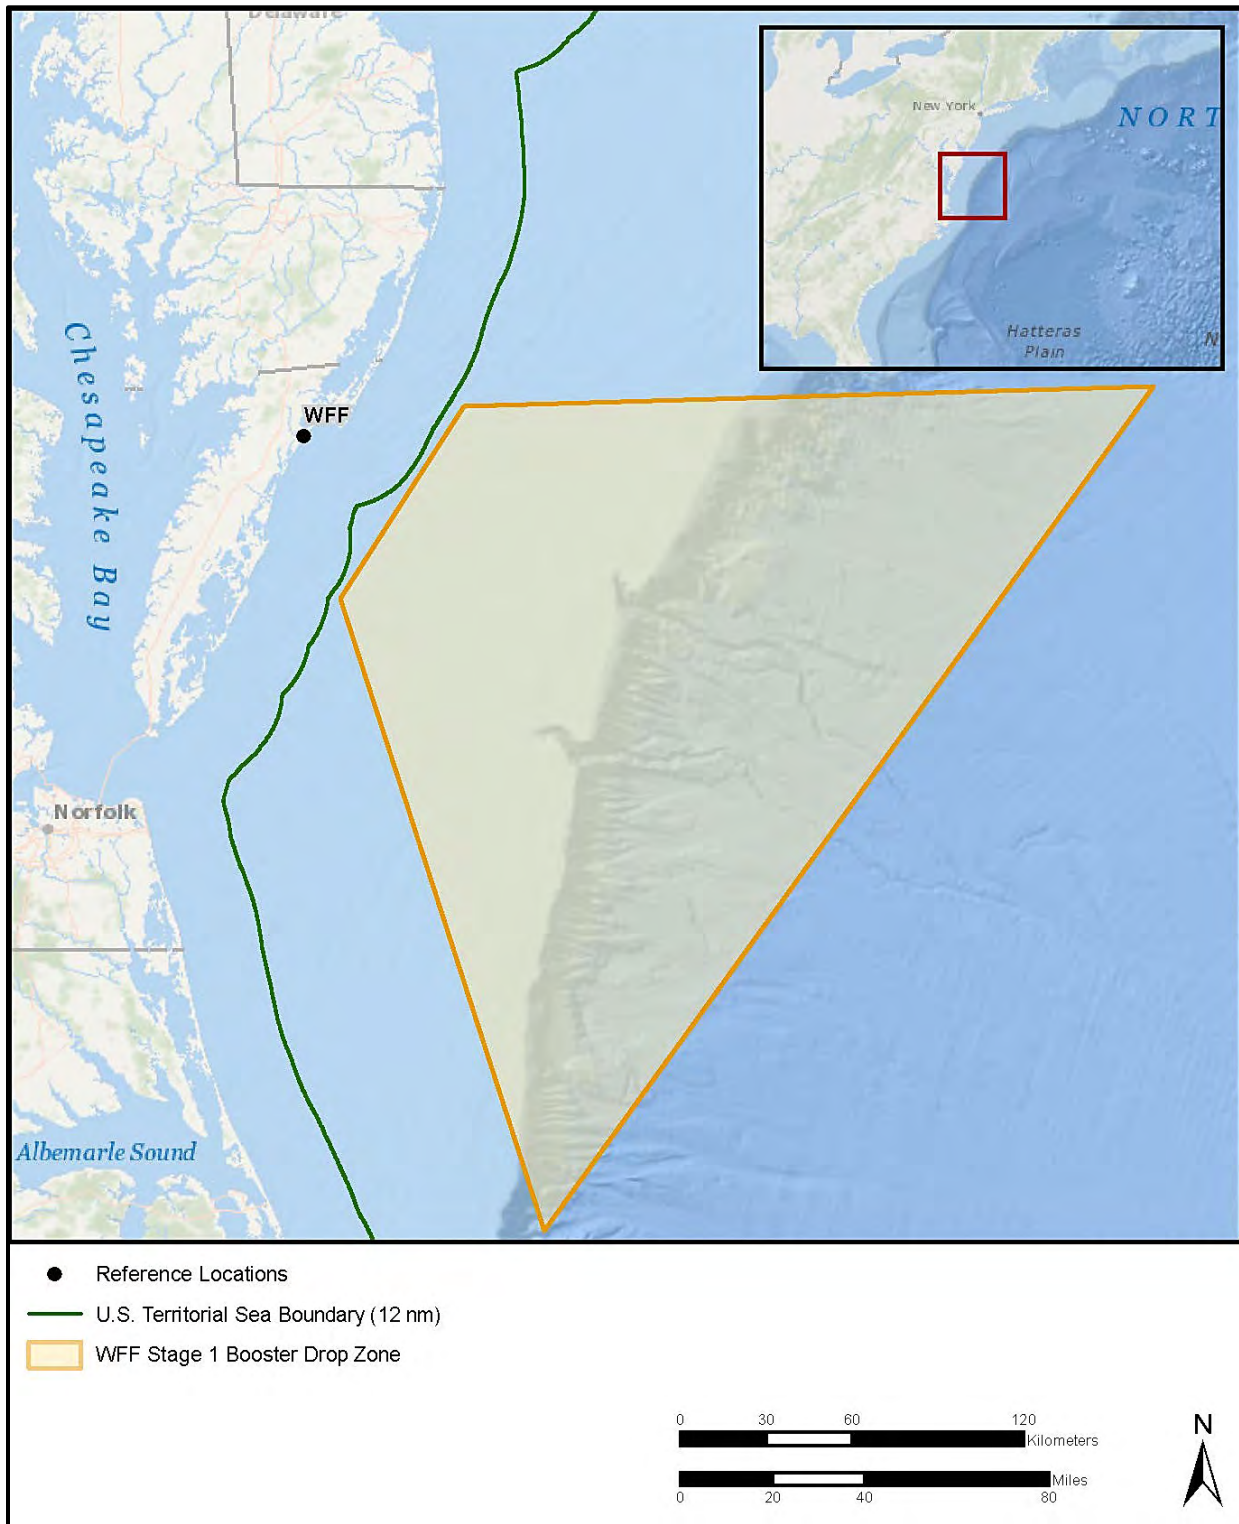 Delaware
New York
NORT
Hatteras
Plain
N
WFF
Chesapeake Bay
Norfolk
Albemarle Sound
Reference Locations
U.S. Territorial Sea Boundary (12 nm)
WFF Stage 1 Booster Drop Zone
0 30 60 120
Kilometers
Miles
0 20 40 80
N